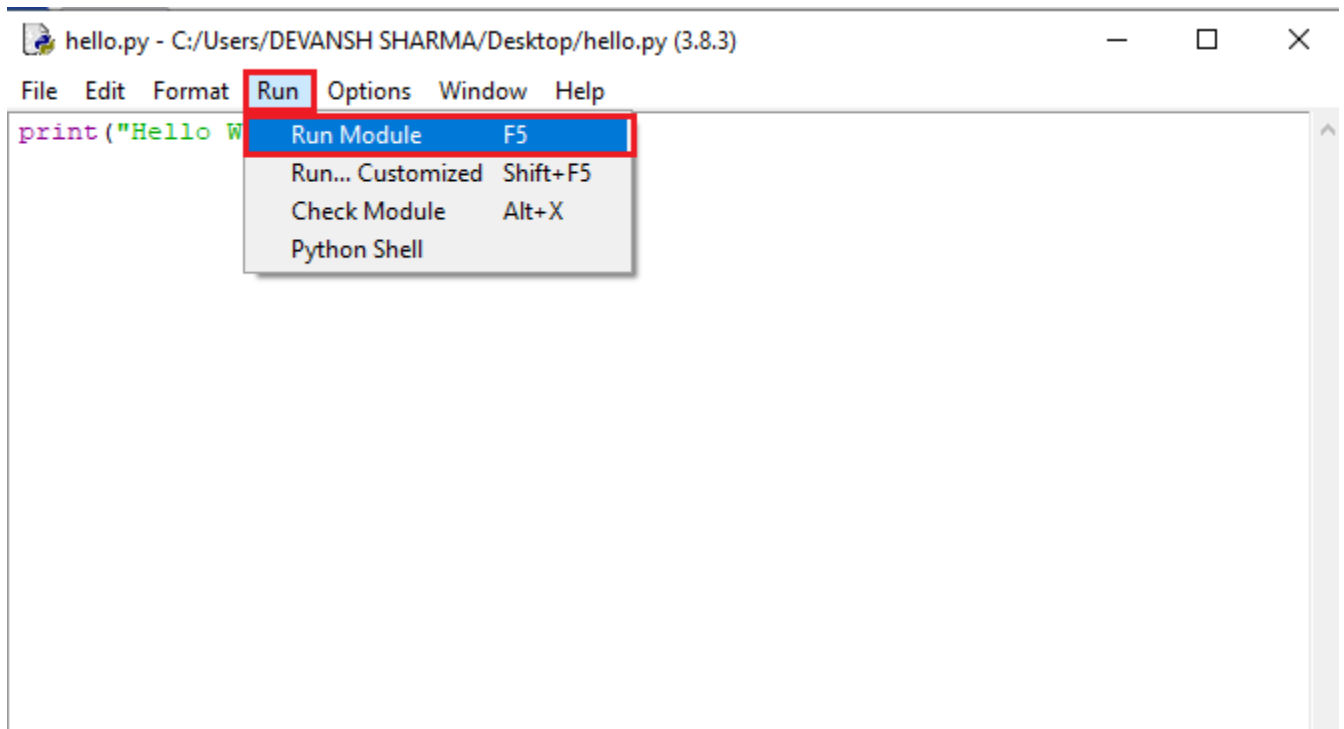 hello.py - C:/Users/DEVANSH SHARMA/Desktop/hello.py (3.8.3)
File Edit Format Run Options Window Help
print("Hello W
Run Module F5
Run... Customized Shift+F5
Check Module Alt+X
Python Shell